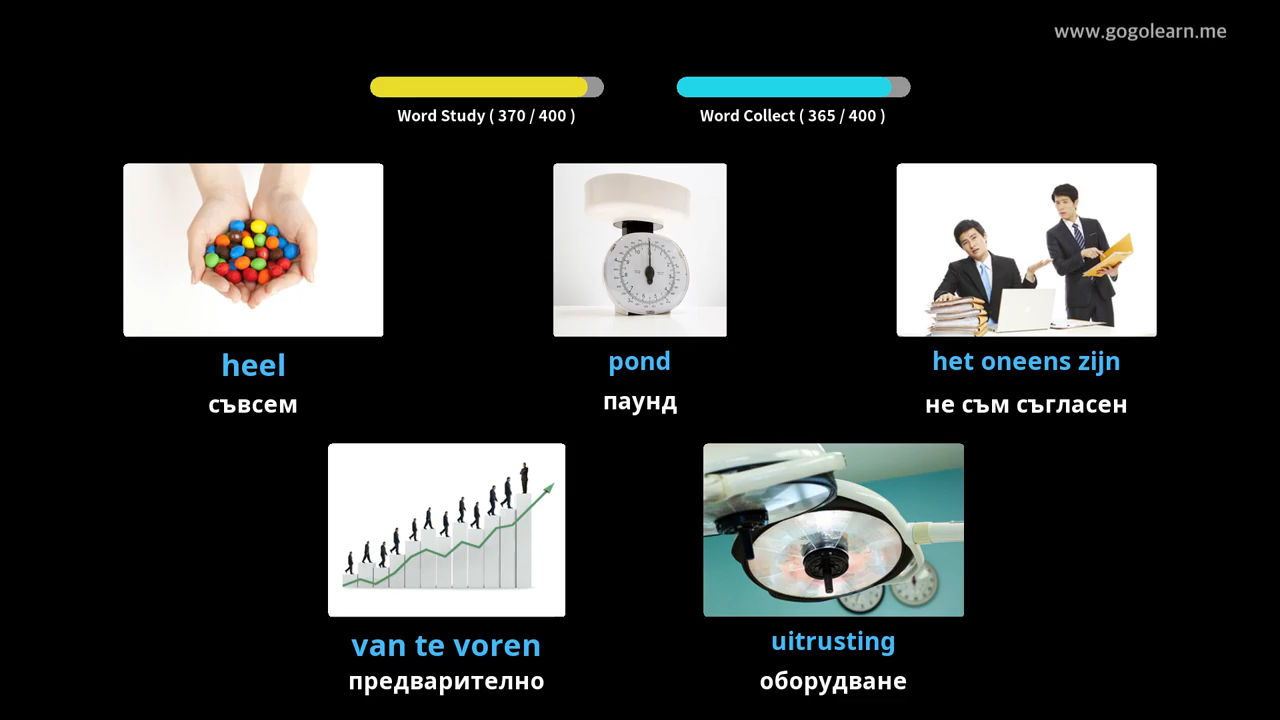 www.gogolearn.me
Word Study ( 370 / 400 )
Word Collect ( 365 / 400 )
heel
съвсем
pond
паунд
het oneens zijn
не съм съгласен
van te voren
предварително
uitrusting
оборудване